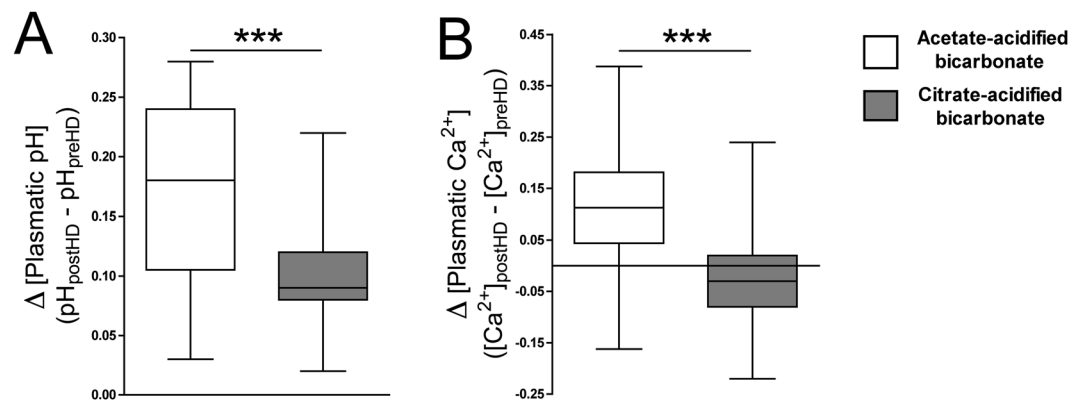 A
***
0.30
0.25
0.20
0.15
0.10
0.05
0.00
Δ [Plasmatic pH]
(pHpostHD - pHpreHD)
B
***
0.45
0.35
0.25
0.15
0.05
-0.05
-0.15
-0.25
Δ [Plasmatic Ca2+]
([Ca2+]postHD - [Ca2+]preHD)
Acetate-acidified
bicarbonate
Citrate-acidified
bicarbonate